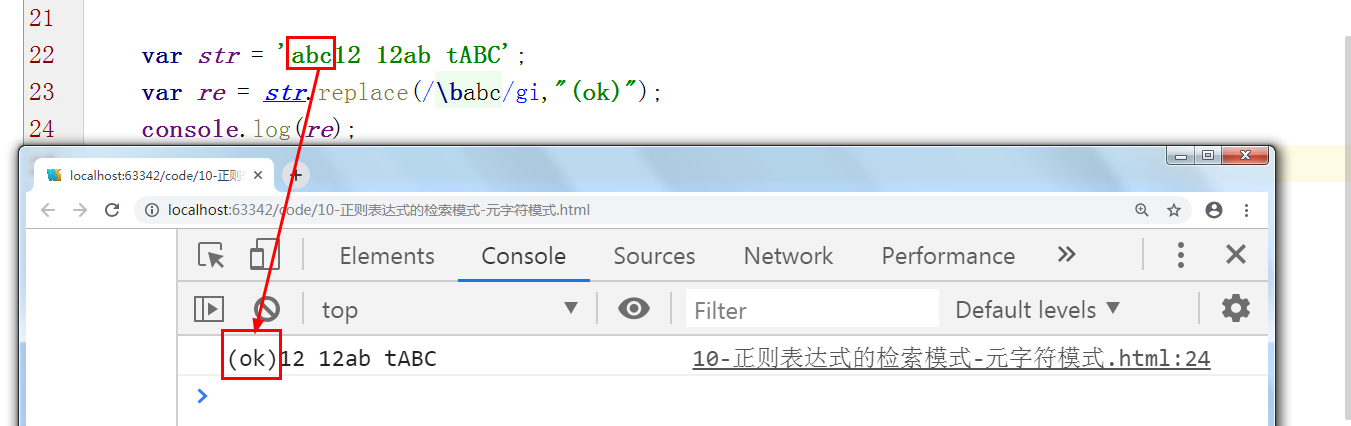 21
22 var str = 'abc12 12ab tABC';
23 var re = str.replace(/\babc/gi,"(ok)");
24 console.log(re);
localhost:63342/code/10-正则
localhost:63342/code/10-正则表达式的检索模式-元字符模式.html
Elements Console Sources Network Performance
top Filter Default levels
(ok)12 12ab tABC 10-正则表达式的检索模式-元字符模式.html:24